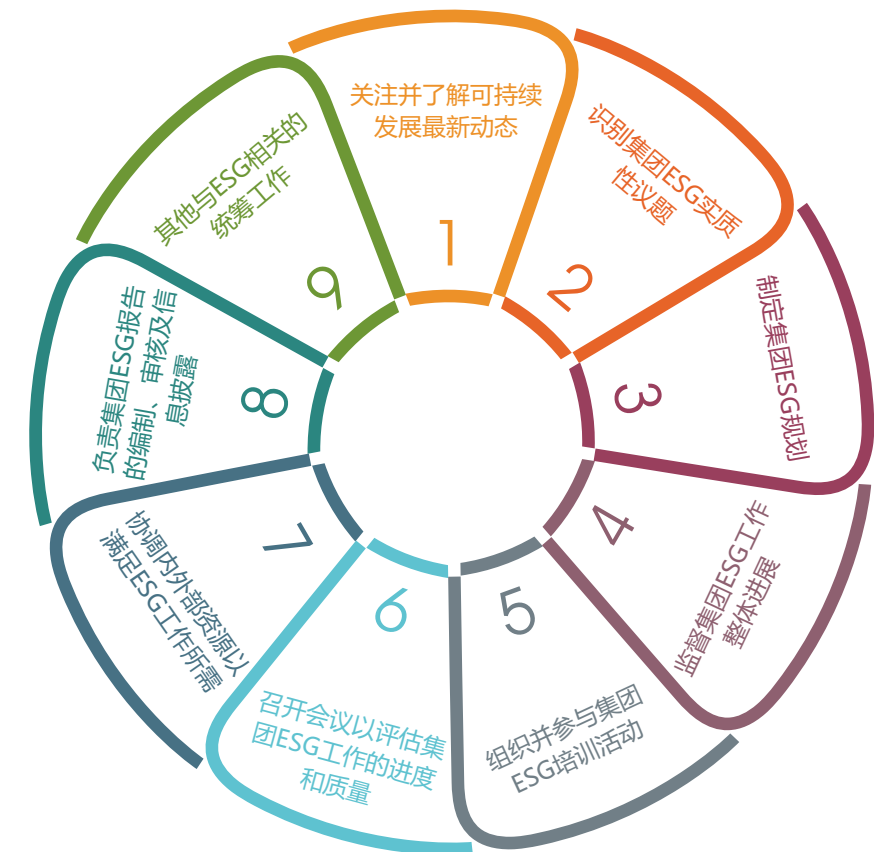 关注并了解可持续
发展最新动态
1
识别集团ESG实质
性议题
2
制定集团ESG规划
3
监督集团ESG工作
整体进展
4
组织并参与集团
ESG培训活动
5
召开会议以评估集
团ESG工作的进度
和质量
6
协调内外部资源以
满足ESG工作所需
7
负责集团ESG报告
的编制、审核及信
息披露
8
其他与ESG相关的
统筹工作
9